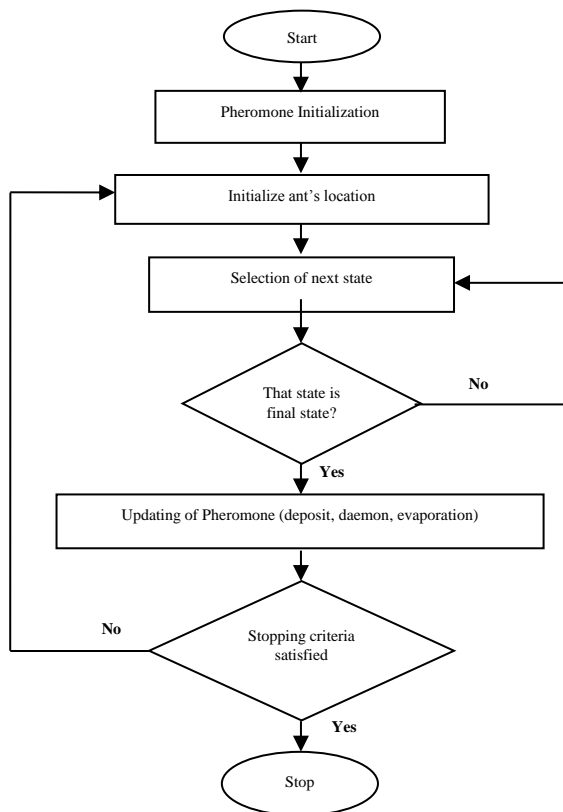 Start
Pheromone Initialization
Initialize ant's location
Selection of next state
That state is
final state?
No
Yes
Updating of Pheromone (deposit, daemon, evaporation)
No
Stopping criteria
satisfied
Yes
Stop